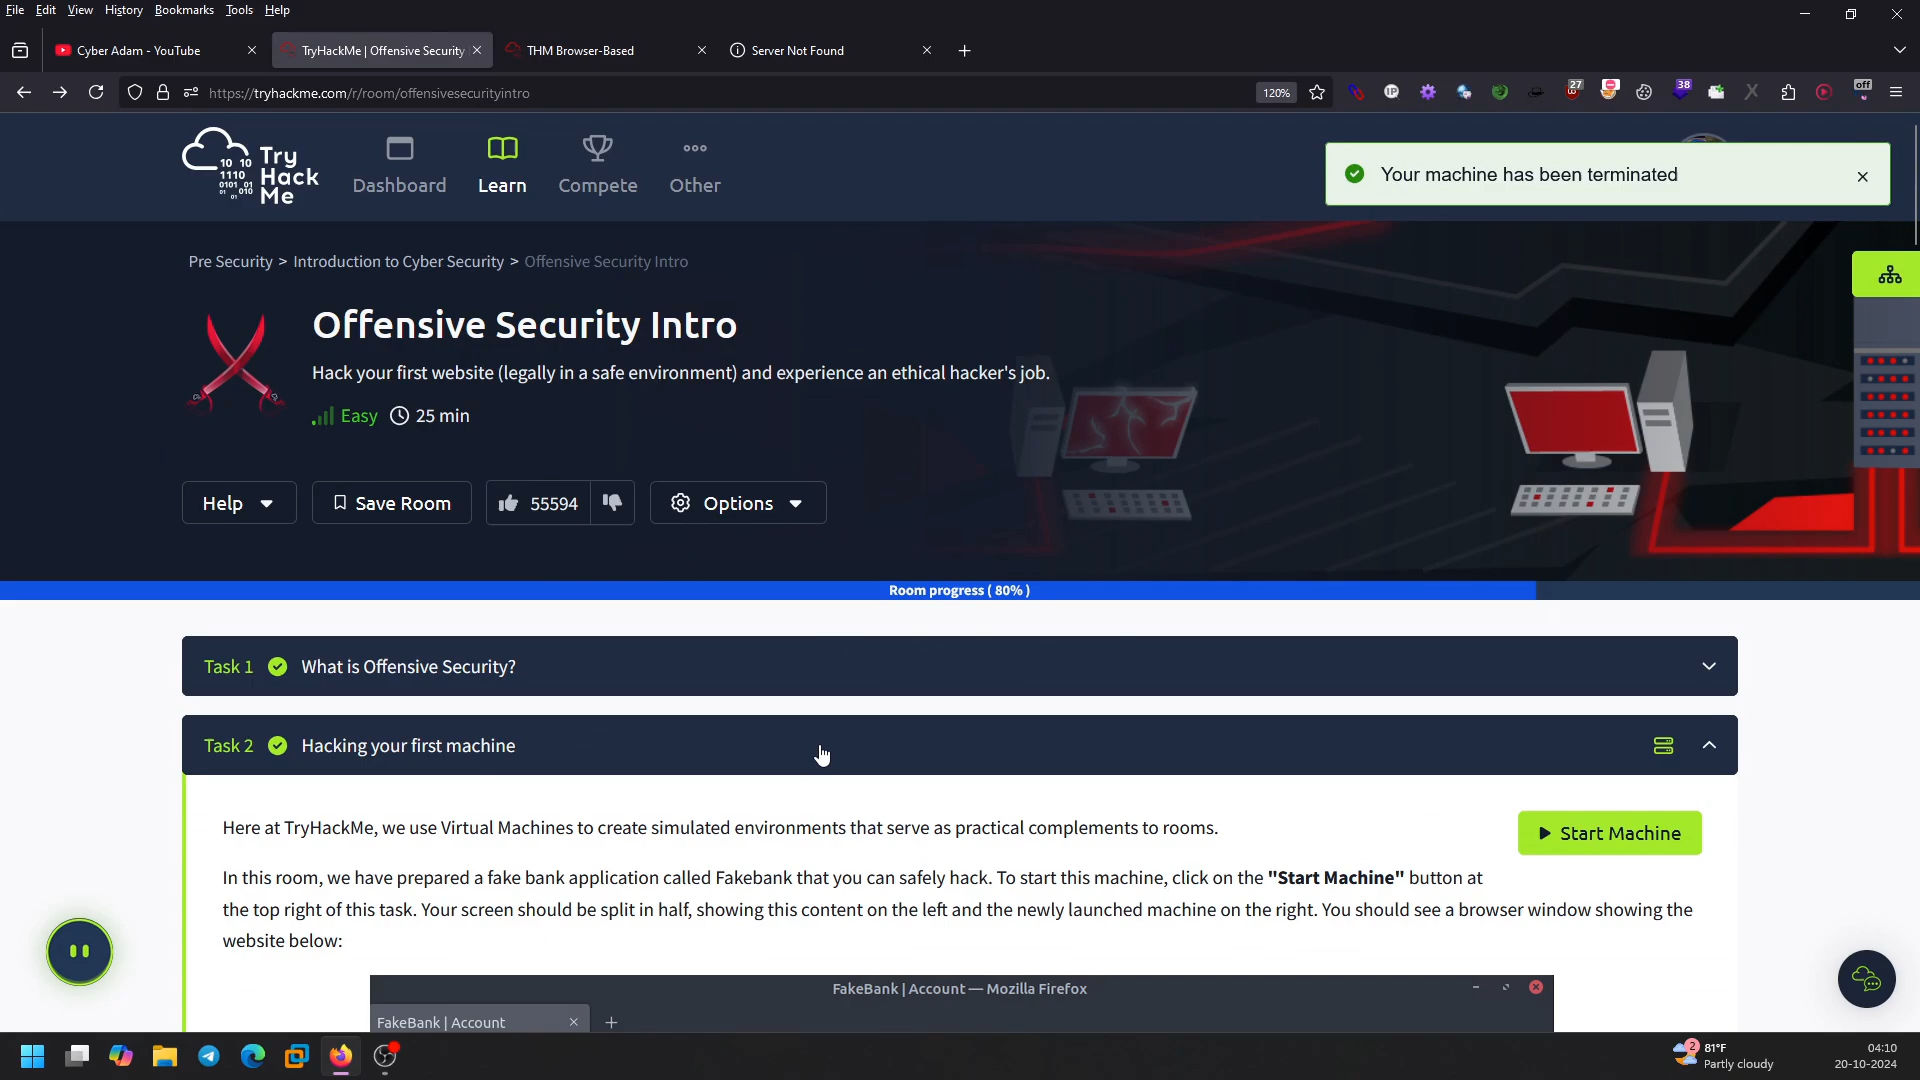 File Edit View History Bookmarks Tools Help
Cyber Adam - YouTube
TryHackMe | Offensive Security
THM Browser-Based
Server Not Found
https://tryhackme.com/r/room/offensivesecurityintro
120%
27
38
off
Try Hack Me
Dashboard
Learn
Compete
Other
Your machine has been terminated
Pre Security > Introduction to Cyber Security > Offensive Security Intro
Offensive Security Intro
Hack your first website (legally in a safe environment) and experience an ethical hacker's job.
Easy 25 min
Help
Save Room
55594
Options
Room progress ( 80% )
Task 1 What is Offensive Security?
Task 2 Hacking your first machine
Here at TryHackMe, we use Virtual Machines to create simulated environments that serve as practical complements to rooms.
Start Machine
In this room, we have prepared a fake bank application called Fakebank that you can safely hack. To start this machine, click on the "Start Machine" button at
the top right of this task. Your screen should be split in half, showing this content on the left and the newly launched machine on the right. You should see a browser window showing the
website below:
FakeBank | Account — Mozilla Firefox
FakeBank | Account
2
81°F
Partly cloudy
04:10
20-10-2024